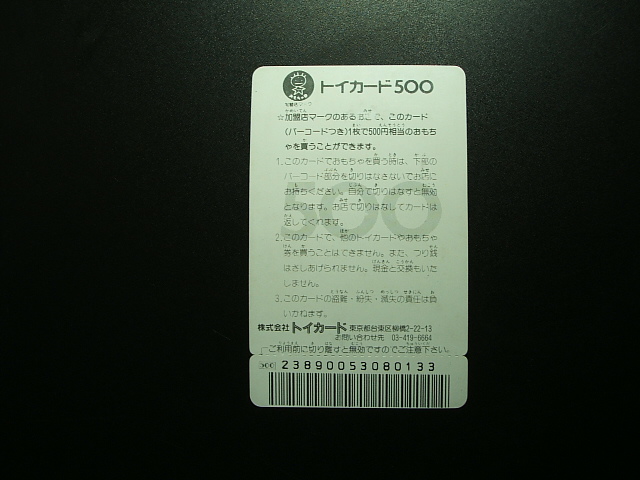 トイカード500
加盟店マーク
☆加盟店マークのあるお店で、このカード
(バーコードつき)1枚で500円相当のおもち
ゃを買うことができます。
1.このカードでおもちゃを買う時は、下部の
バーコード部分を切りはなさないでお店に
お持ちください。自分で切りはなすと無効
となります。お店で切りはなしてカードは
返してくれます。
2.このカードで、他のトイカードやおもちゃ
券を買うことはできません。また、つり銭
はさしあげられません。現金と交換もいた
しません。
3.このカードの盗難・紛失・滅失の責任は負
いかねます。
500
株式会社トイカード 東京都台東区柳橋2-22-13
お問い合わせ先 03-419-6664
ご利用前に切り離すと無効ですのでご注意下さい。
500 23890053080133